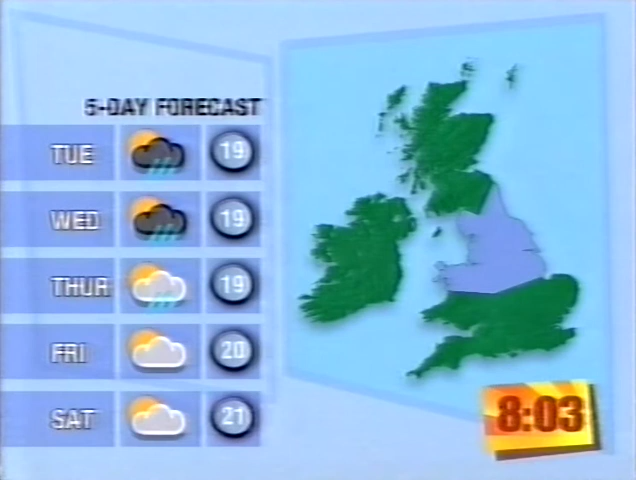 5-DAY FORECAST
TUE 19
WED 19
THUR 19
FRI 20
SAT 21
8:03